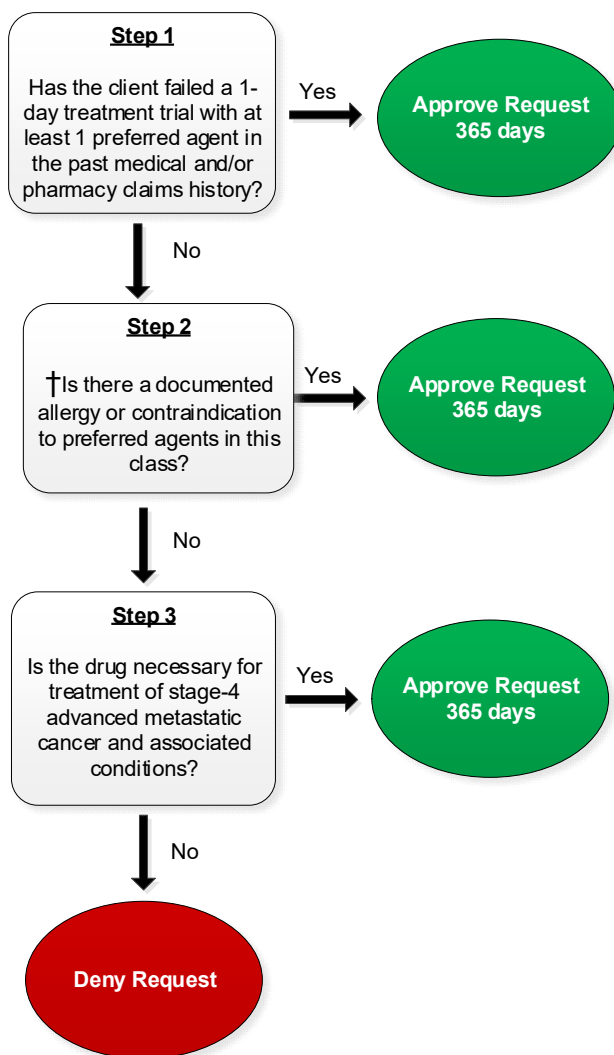 Step 1
Has the client failed a 1-
day treatment trial with at
least 1 preferred agent in
the past medical and/or
pharmacy claims history?
Yes
Approve Request
365 days
No
Step 2
†Is there a documented
allergy or contraindication
to preferred agents in this
class?
Yes
Approve Request
365 days
No
Step 3
Is the drug necessary for
treatment of stage-4
advanced metastatic
cancer and associated
conditions?
Yes
Approve Request
365 days
No
Deny Request